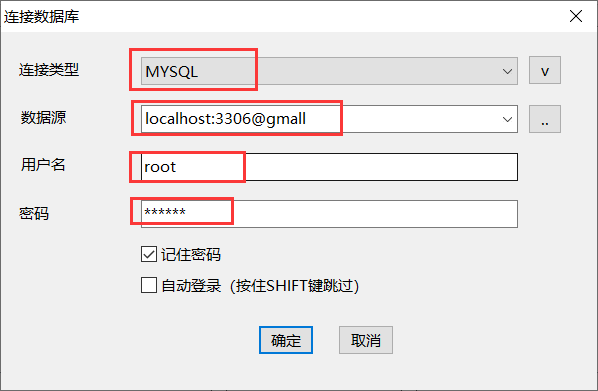 连接数据库
连接类型 MYSQL v
数据源 localhost:3306@gmall ..
用户名 root
密码 ******
记住密码
自动登录（按住SHIFT键跳过）
确定 取消